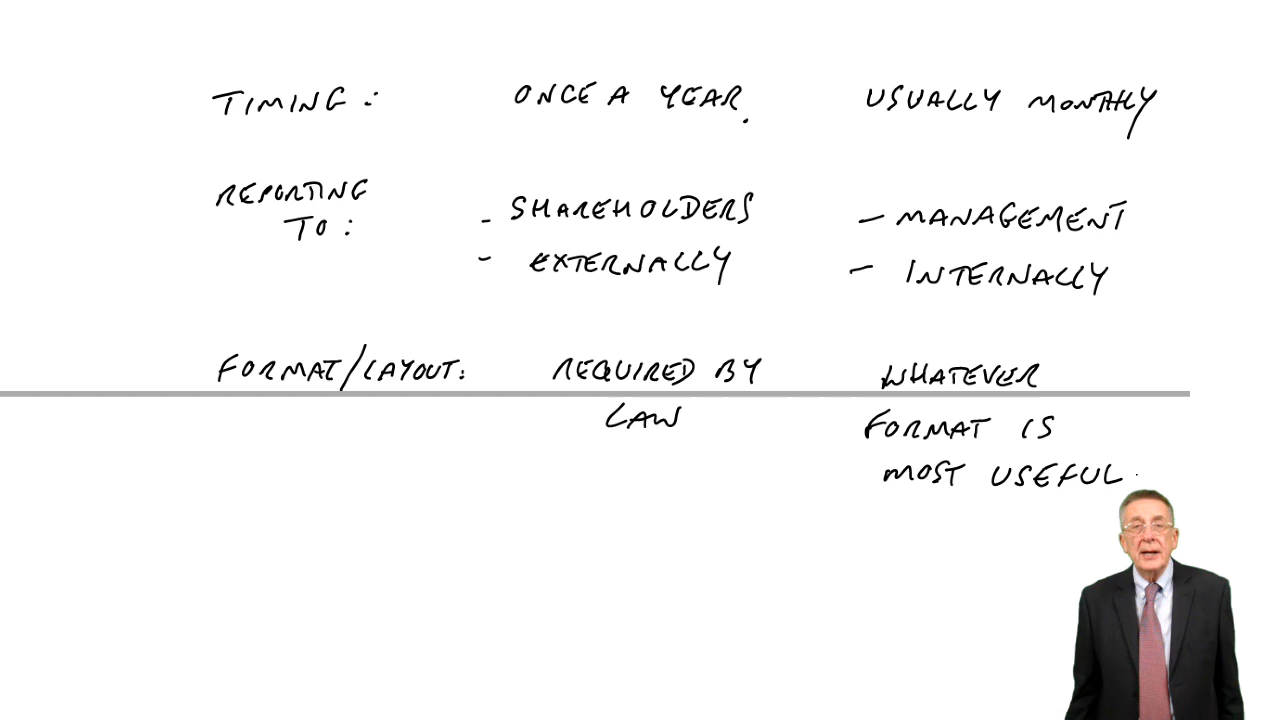 TIMING : ONCE A YEAR. USUALLY MONTHLY
REPORTING
TO : - SHAREHOLDERS - MANAGEMENT
- EXTERNALLY - INTERNALLY
FORMAT/LAYOUT: REQUIRED BY WHATEVER
LAW FORMAT IS
MOST USEFUL.